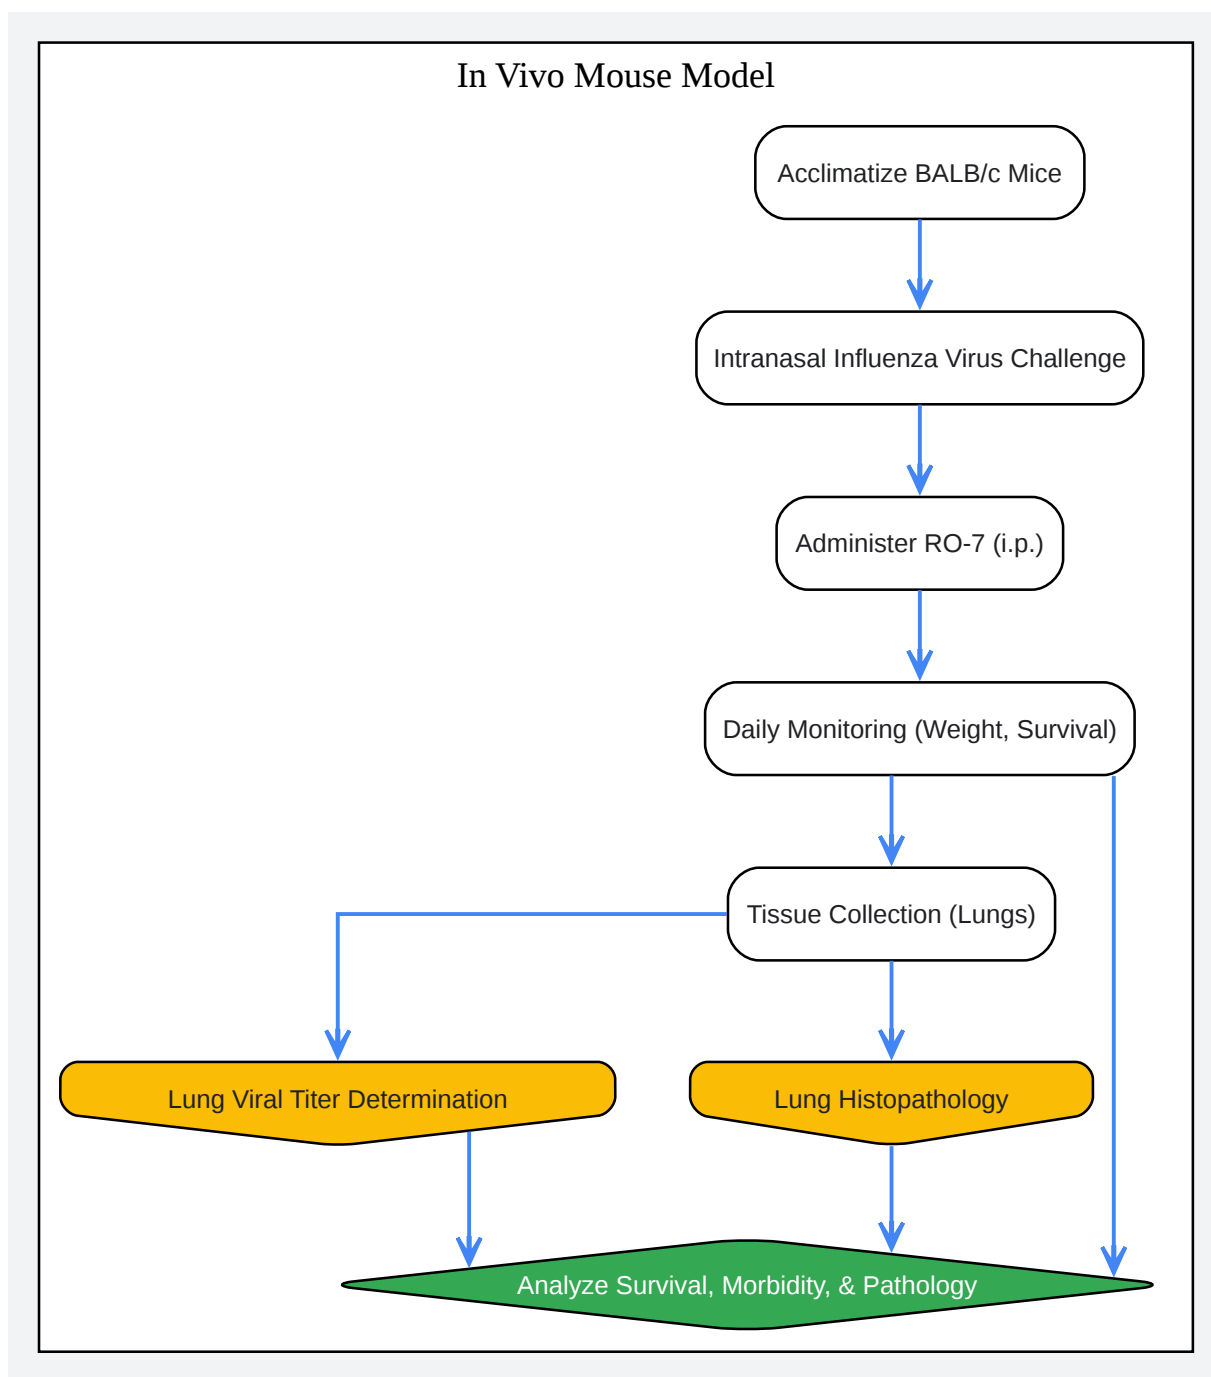 In Vivo Mouse Model
Acclimatize BALB/c Mice
Intranasal Influenza Virus Challenge
Administer RO-7 (i.p.)
Daily Monitoring (Weight, Survival)
Tissue Collection (Lungs)
Lung Viral Titer Determination
Lung Histopathology
Analyze Survival, Morbidity, & Pathology